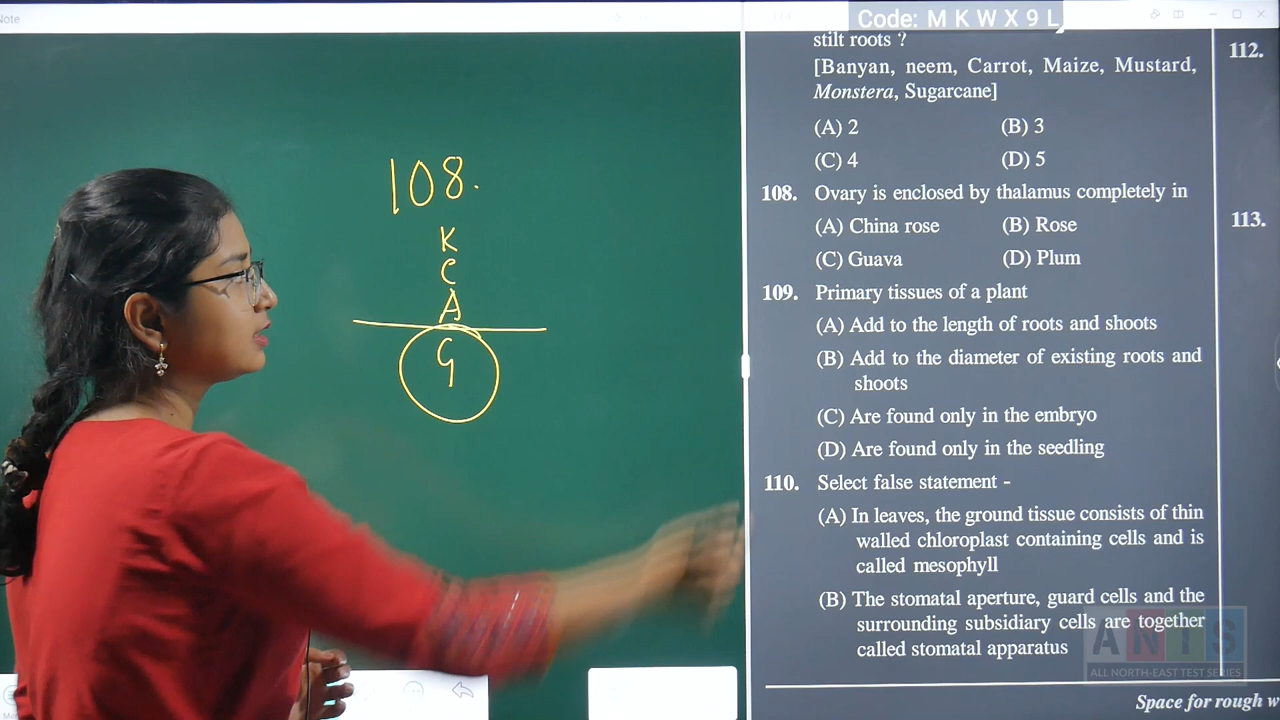 Note
Code: M K W X 9 L
108.
K
C
A
G
stilt roots ?
[Banyan, neem, Carrot, Maize, Mustard,
Monstera, Sugarcane]
(A) 2 (B) 3
(C) 4 (D) 5
108. Ovary is enclosed by thalamus completely in
(A) China rose (B) Rose
(C) Guava (D) Plum
109. Primary tissues of a plant
(A) Add to the length of roots and shoots
(B) Add to the diameter of existing roots and
shoots
(C) Are found only in the embryo
(D) Are found only in the seedling
110. Select false statement -
(A) In leaves, the ground tissue consists of thin
walled chloroplast containing cells and is
called mesophyll
(B) The stomatal aperture, guard cells and the
surrounding subsidiary cells are together
called stomatal apparatus
Space for rough w
112.
113.
ANTS
ALL NORTH-EAST TEST SERIES